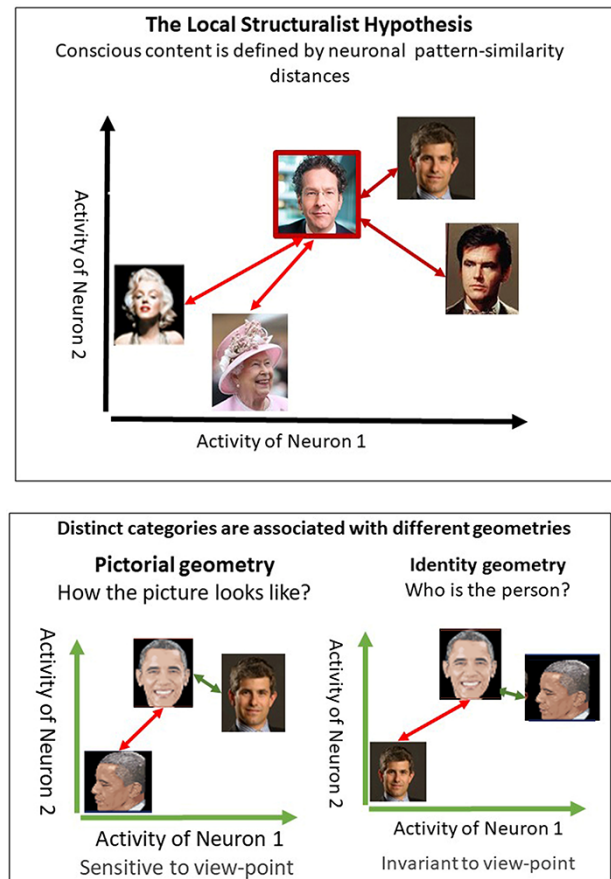 The Local Structuralist Hypothesis
Conscious content is defined by neuronal pattern-similarity
distances
Activity of Neuron 2
Activity of Neuron 1
Distinct categories are associated with different geometries
Pictorial geometry
How the picture looks like?
Activity of Neuron 2
Activity of Neuron 1
Sensitive to view-point
Identity geometry
Who is the person?
Activity of Neuron 2
Activity of Neuron 1
Invariant to view-point